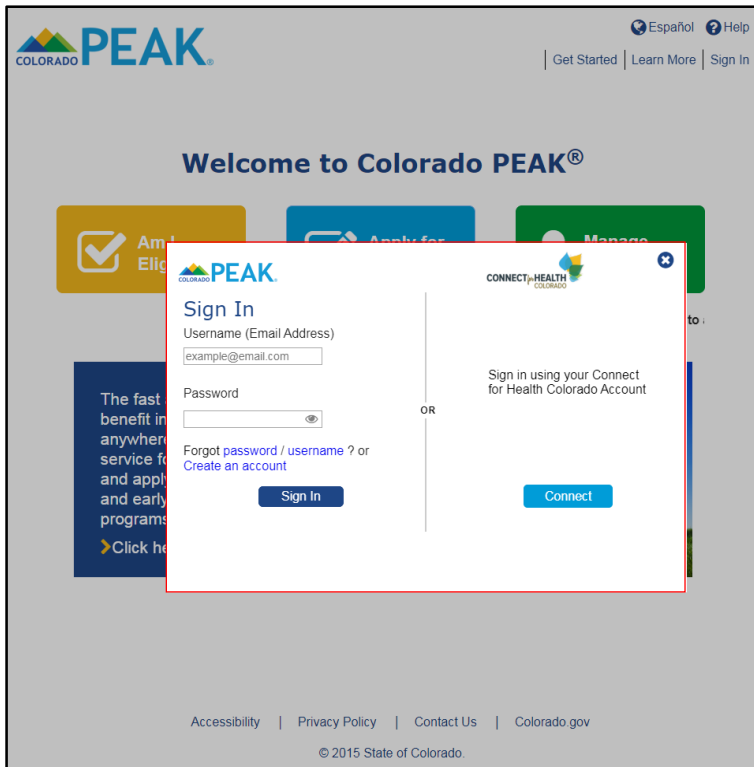 COLORADO PEAK®
Español Help
Get Started | Learn More | Sign In
Welcome to Colorado PEAK®
Am I
Apply for
Manage
to
COLORADO PEAK
CONNECT for HEALTH
COLORADO
Sign In
Username (Email Address)
example@email.com
Password
Forgot password / username ? or
Create an account
Sign In
OR
Sign in using your Connect
for Health Colorado Account
Connect
The fast
benefit in
anywhere
service fo
and apply
and early
programs
Click he
Accessibility | Privacy Policy | Contact Us | Colorado.gov
© 2015 State of Colorado.